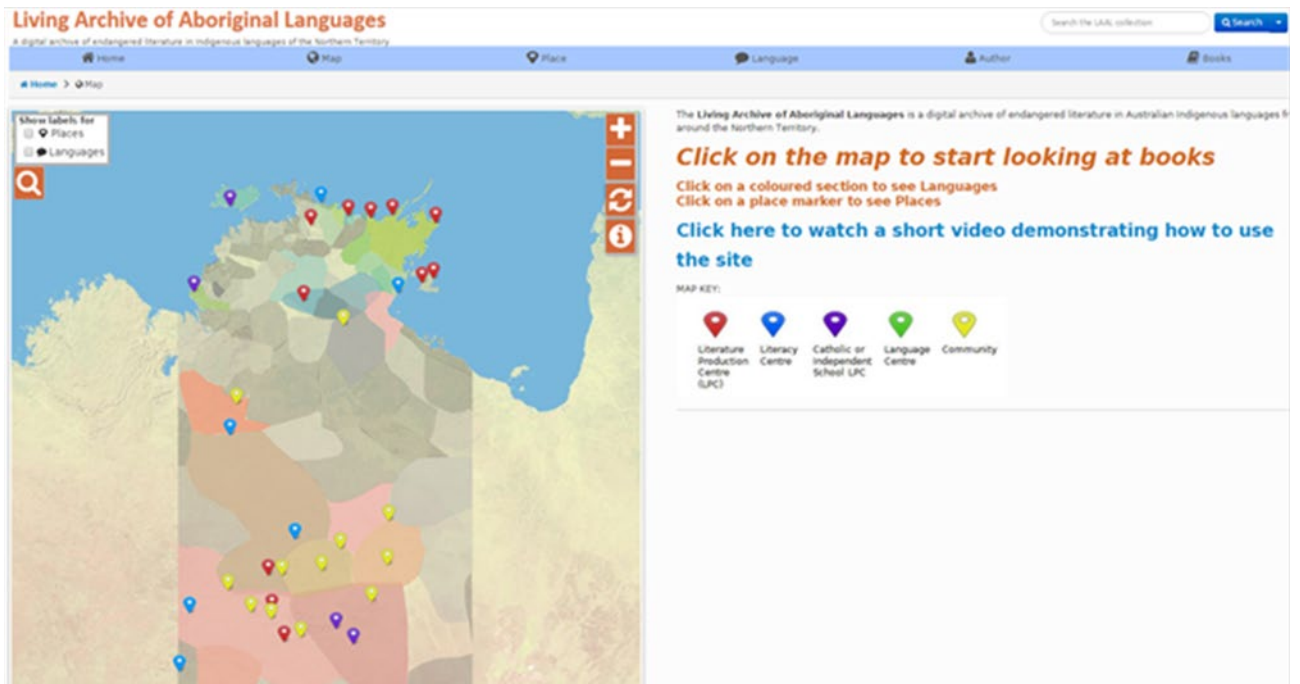 Living Archive of Aboriginal Languages
A digital archive of endangered literature in Indigenous languages of the Northern Territory
Search the LAAL collection
Search
Home
Map
Place
Language
Author
Books
Home > Map
Show labels for
Places
Languages
The Living Archive of Aboriginal Languages is a digital archive of endangered literature in Australian Indigenous languages fr
around the Northern Territory.
Click on the map to start looking at books
Click on a coloured section to see Languages
Click on a place marker to see Places
Click here to watch a short video demonstrating how to use
the site
MAP KEY:
Literature
Production
Centre
(LPC)
Literacy
Centre
Catholic or
Independent
School LPC
Language
Centre
Community